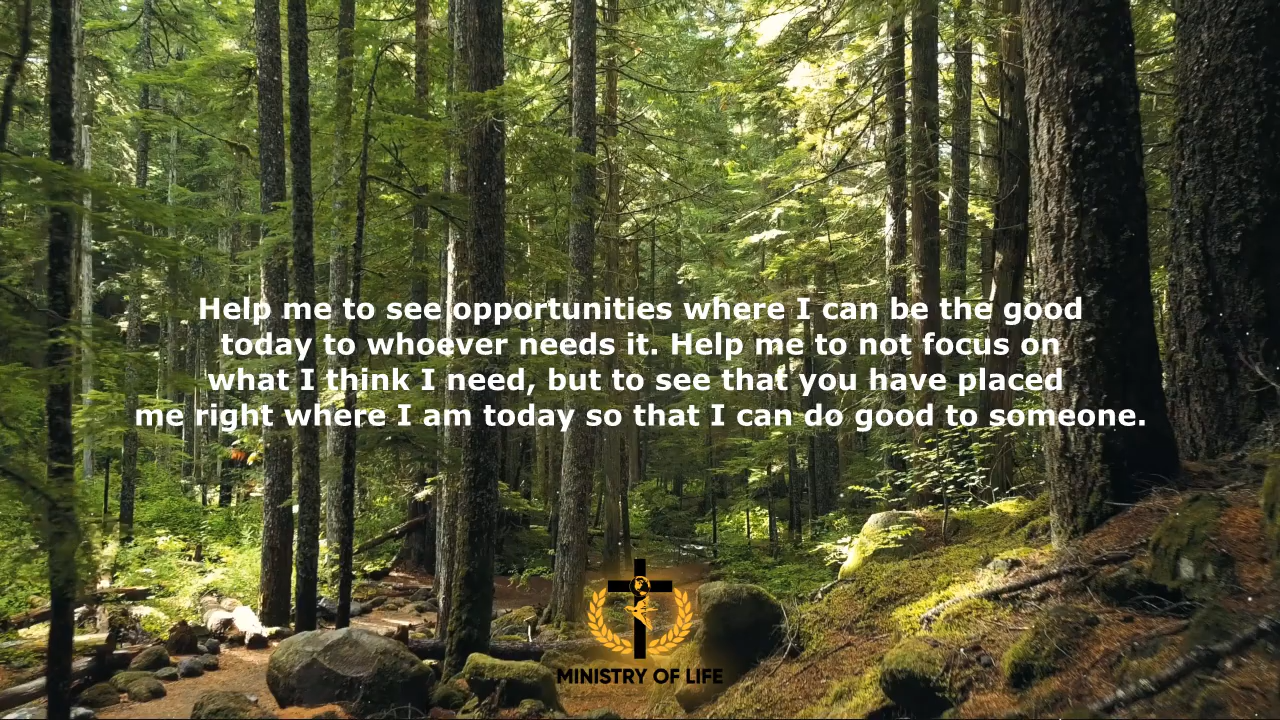 Help me to see opportunities where I can be the good
today to whoever needs it. Help me to not focus on
what I think I need, but to see that you have placed
me right where I am today so that I can do good to someone.
MINISTRY OF LIFE